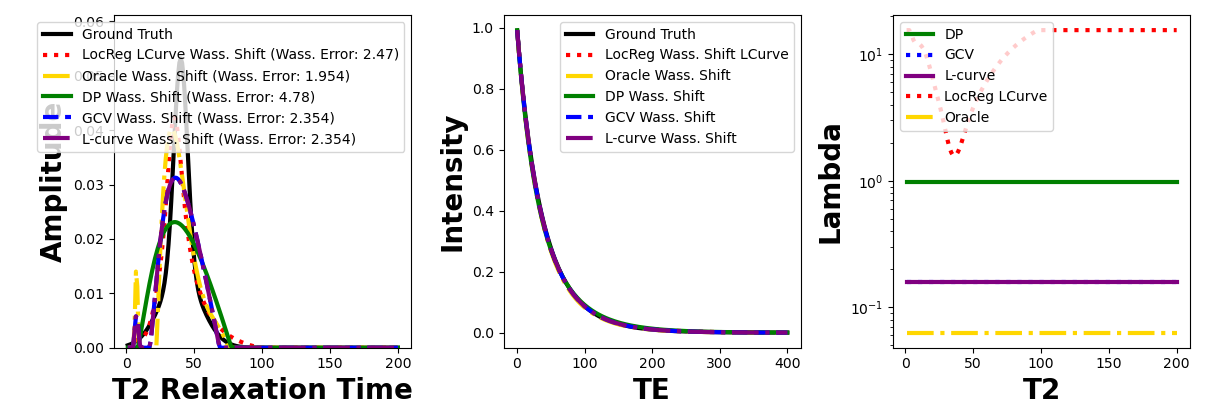 0.06
0.04
0.03
0.02
0.01
0.00
Amplitude
Ground Truth
LocReg LCurve Wass. Shift (Wass. Error: 2.47)
Oracle Wass. Shift (Wass. Error: 1.954)
DP Wass. Shift (Wass. Error: 4.78)
GCV Wass. Shift (Wass. Error: 2.354)
L-curve Wass. Shift (Wass. Error: 2.354)
0 50 100 150 200
T2 Relaxation Time
1.0
0.8
0.6
0.4
0.2
0.0
Intensity
Ground Truth
LocReg Wass. Shift LCurve
Oracle Wass. Shift
DP Wass. Shift
GCV Wass. Shift
L-curve Wass. Shift
0 100 200 300 400
TE
10¹
10⁰
10⁻¹
Lambda
DP
GCV
L-curve
LocReg LCurve
Oracle
0 50 100 150 200
T2